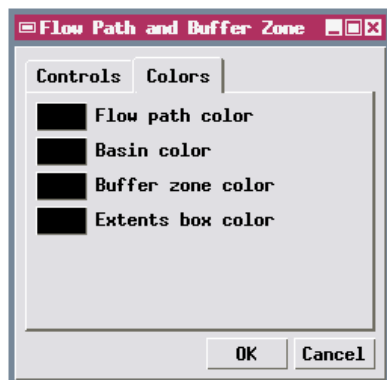 Flow Path and Buffer Zone
Controls Colors
Flow path color
Basin color
Buffer zone color
Extents box color
OK Cancel